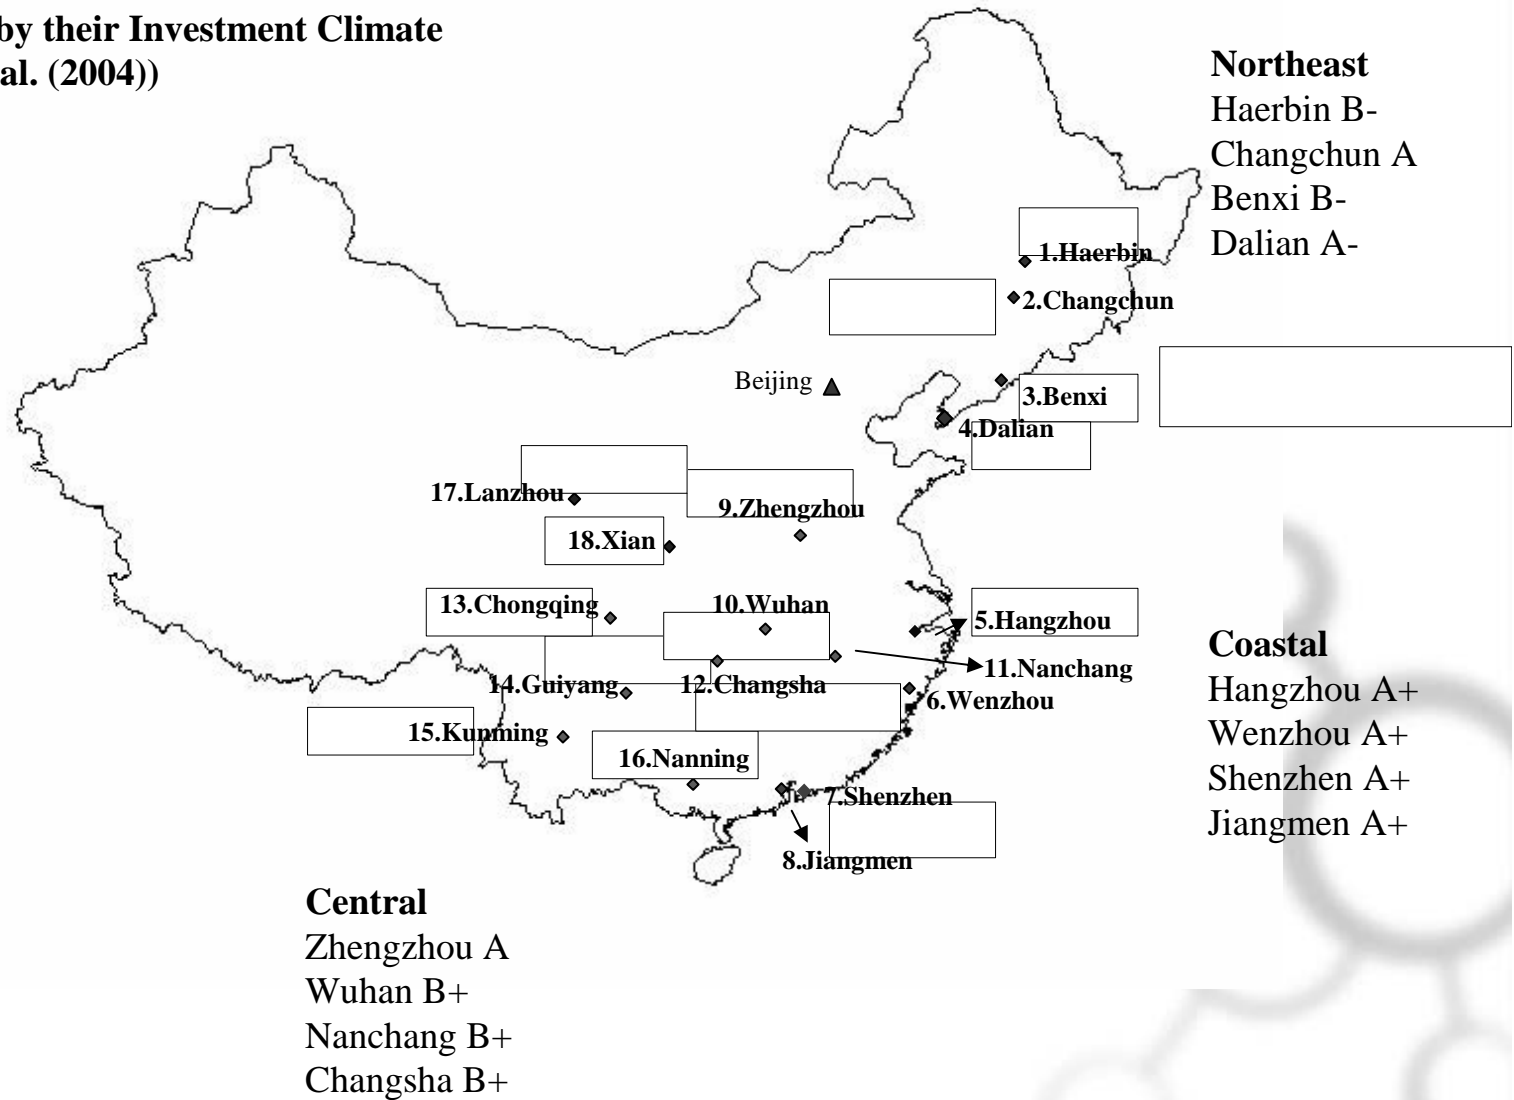 by their Investment Climate
al. (2004))
Northeast
Haerbin B-
Changchun A
Benxi B-
Dalian A-
1.Haerbin
2.Changchun
Beijing
3.Benxi
4.Dalian
17.Lanzhou
9.Zhengzhou
18.Xian
13.Chongqing
10.Wuhan
5.Hangzhou
11.Nanchang
14.Guiyang
12.Changsha
6.Wenzhou
15.Kunming
16.Nanning
7.Shenzhen
8.Jiangmen
Coastal
Hangzhou A+
Wenzhou A+
Shenzhen A+
Jiangmen A+
Central
Zhengzhou A
Wuhan B+
Nanchang B+
Changsha B+